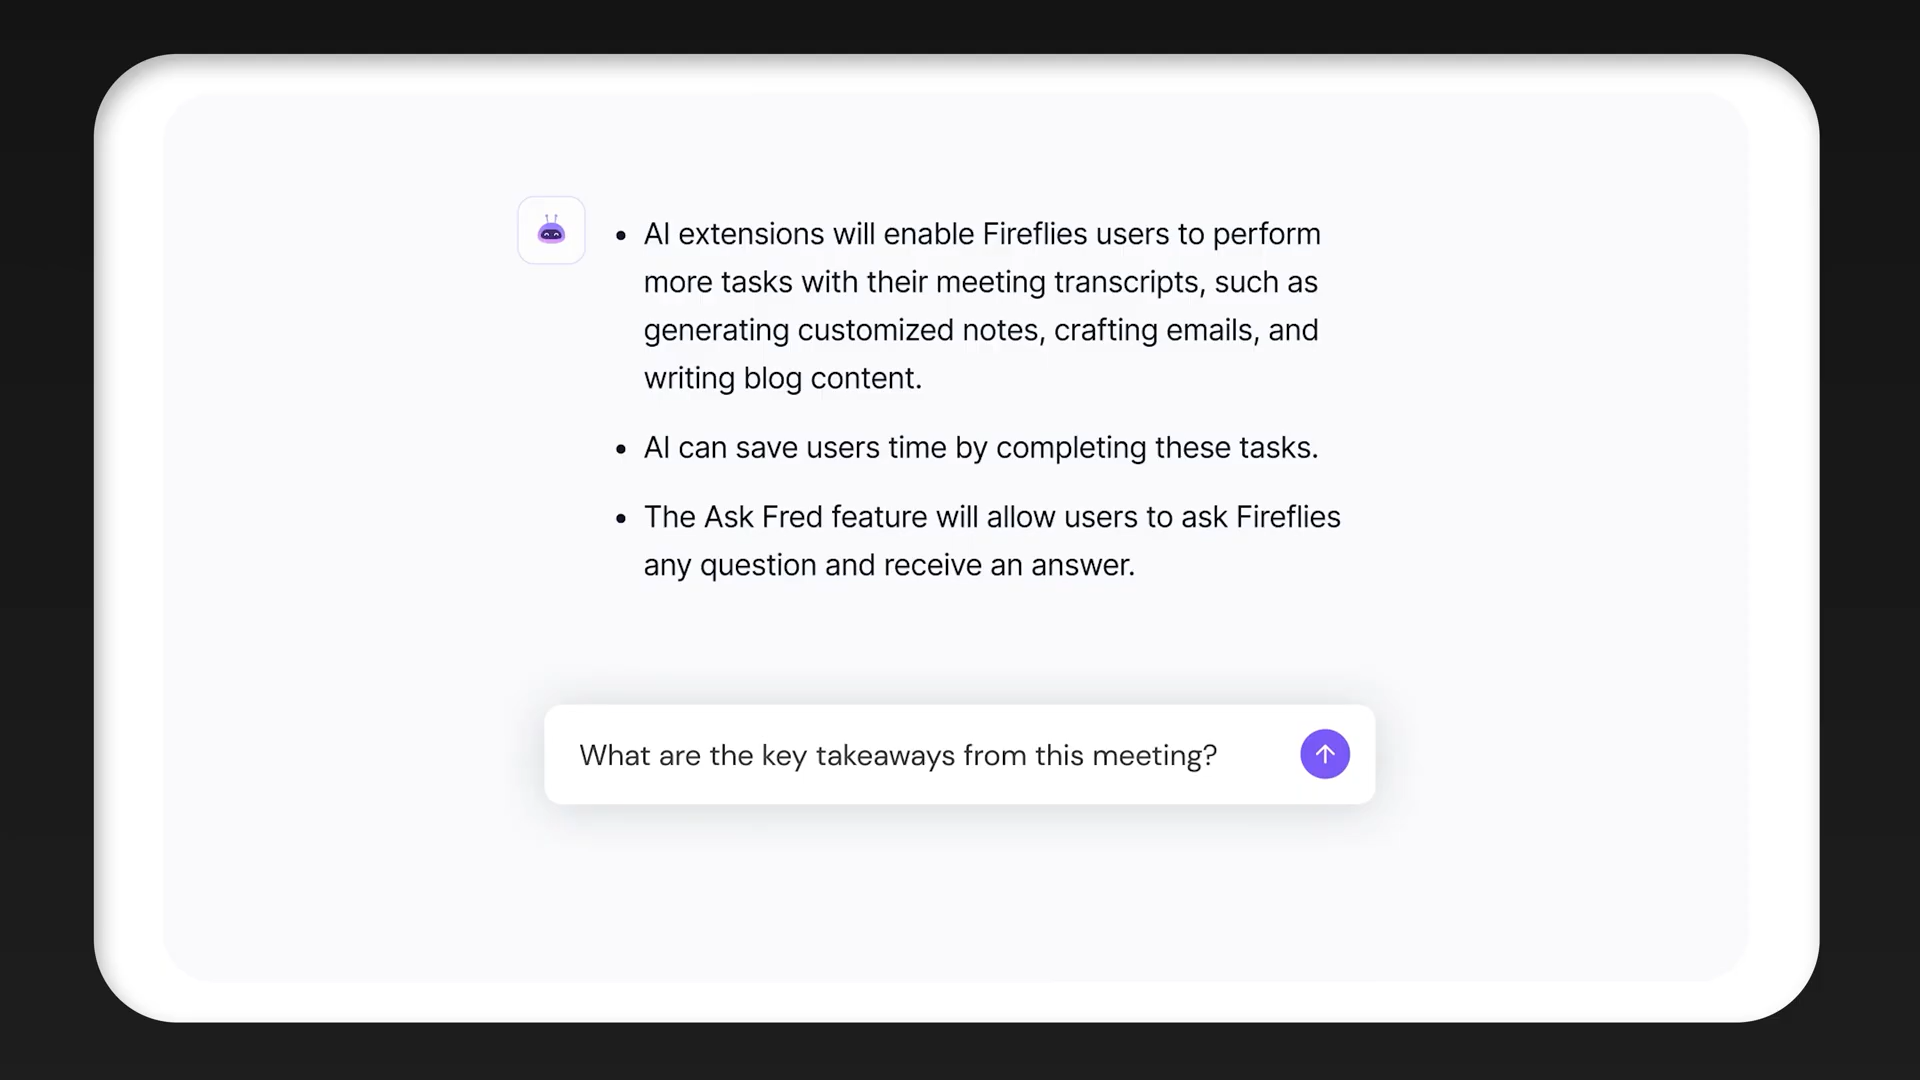 • AI extensions will enable Fireflies users to perform
more tasks with their meeting transcripts, such as
generating customized notes, crafting emails, and
writing blog content.
• AI can save users time by completing these tasks.
• The Ask Fred feature will allow users to ask Fireflies
any question and receive an answer.
What are the key takeaways from this meeting?